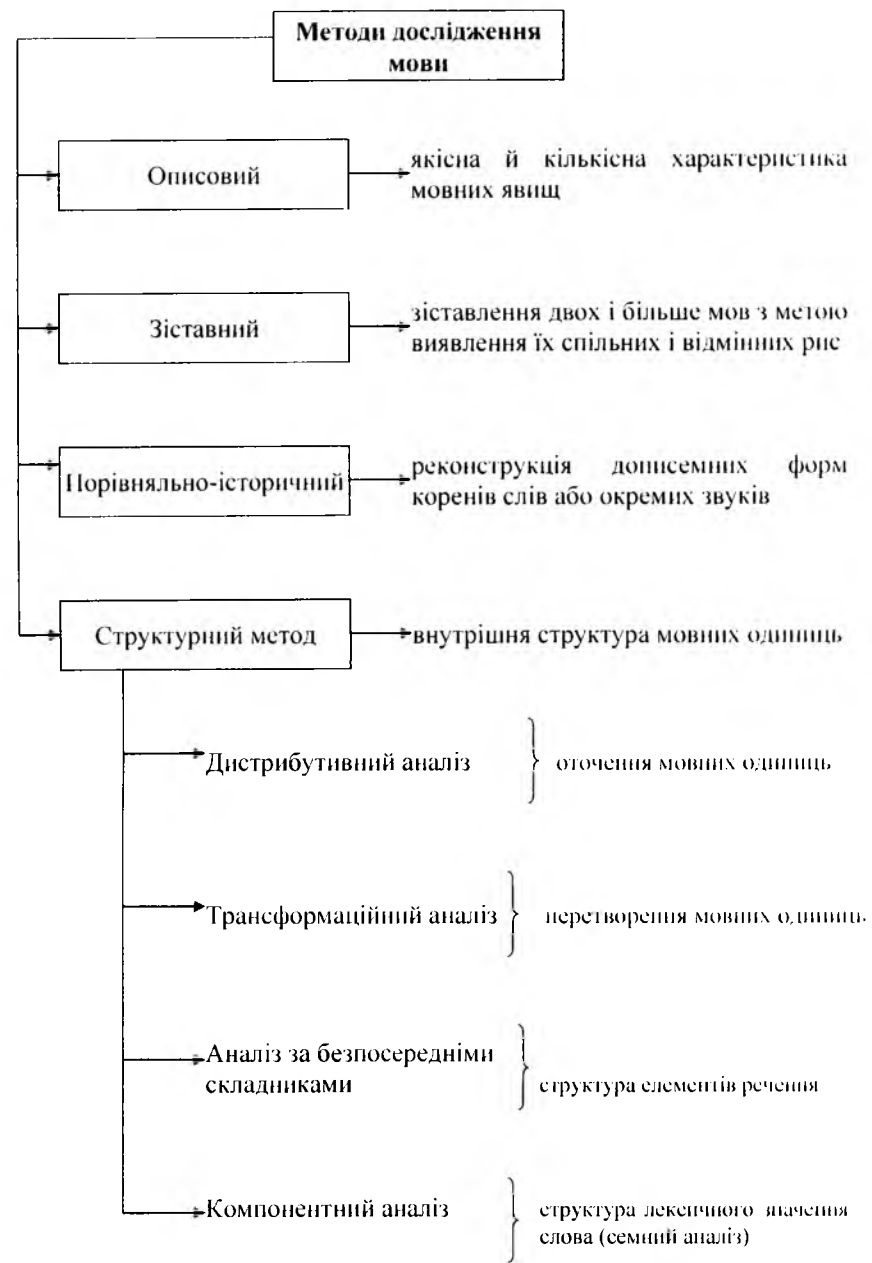 Методи дослідження
мови
Описовий
якісна й кількісна характеристика
мовних явищ
Зіставний
зіставлення двох і більше мов з метою
виявлення їх спільних і відмінних рис
Порівняльно-історичний
реконструкція дописемних форм
коренів слів або окремих звуків
Структурний метод
внутрішня структура мовних одиниць
Дистрибутивний аналіз
оточення мовних одиниць
Трансформаційний аналіз
перетворення мовних одиниць
Аналіз за безпосередніми
складниками
структура елементів речення
Компонентний аналіз
структура лексичного значення
слова (семний аналіз)